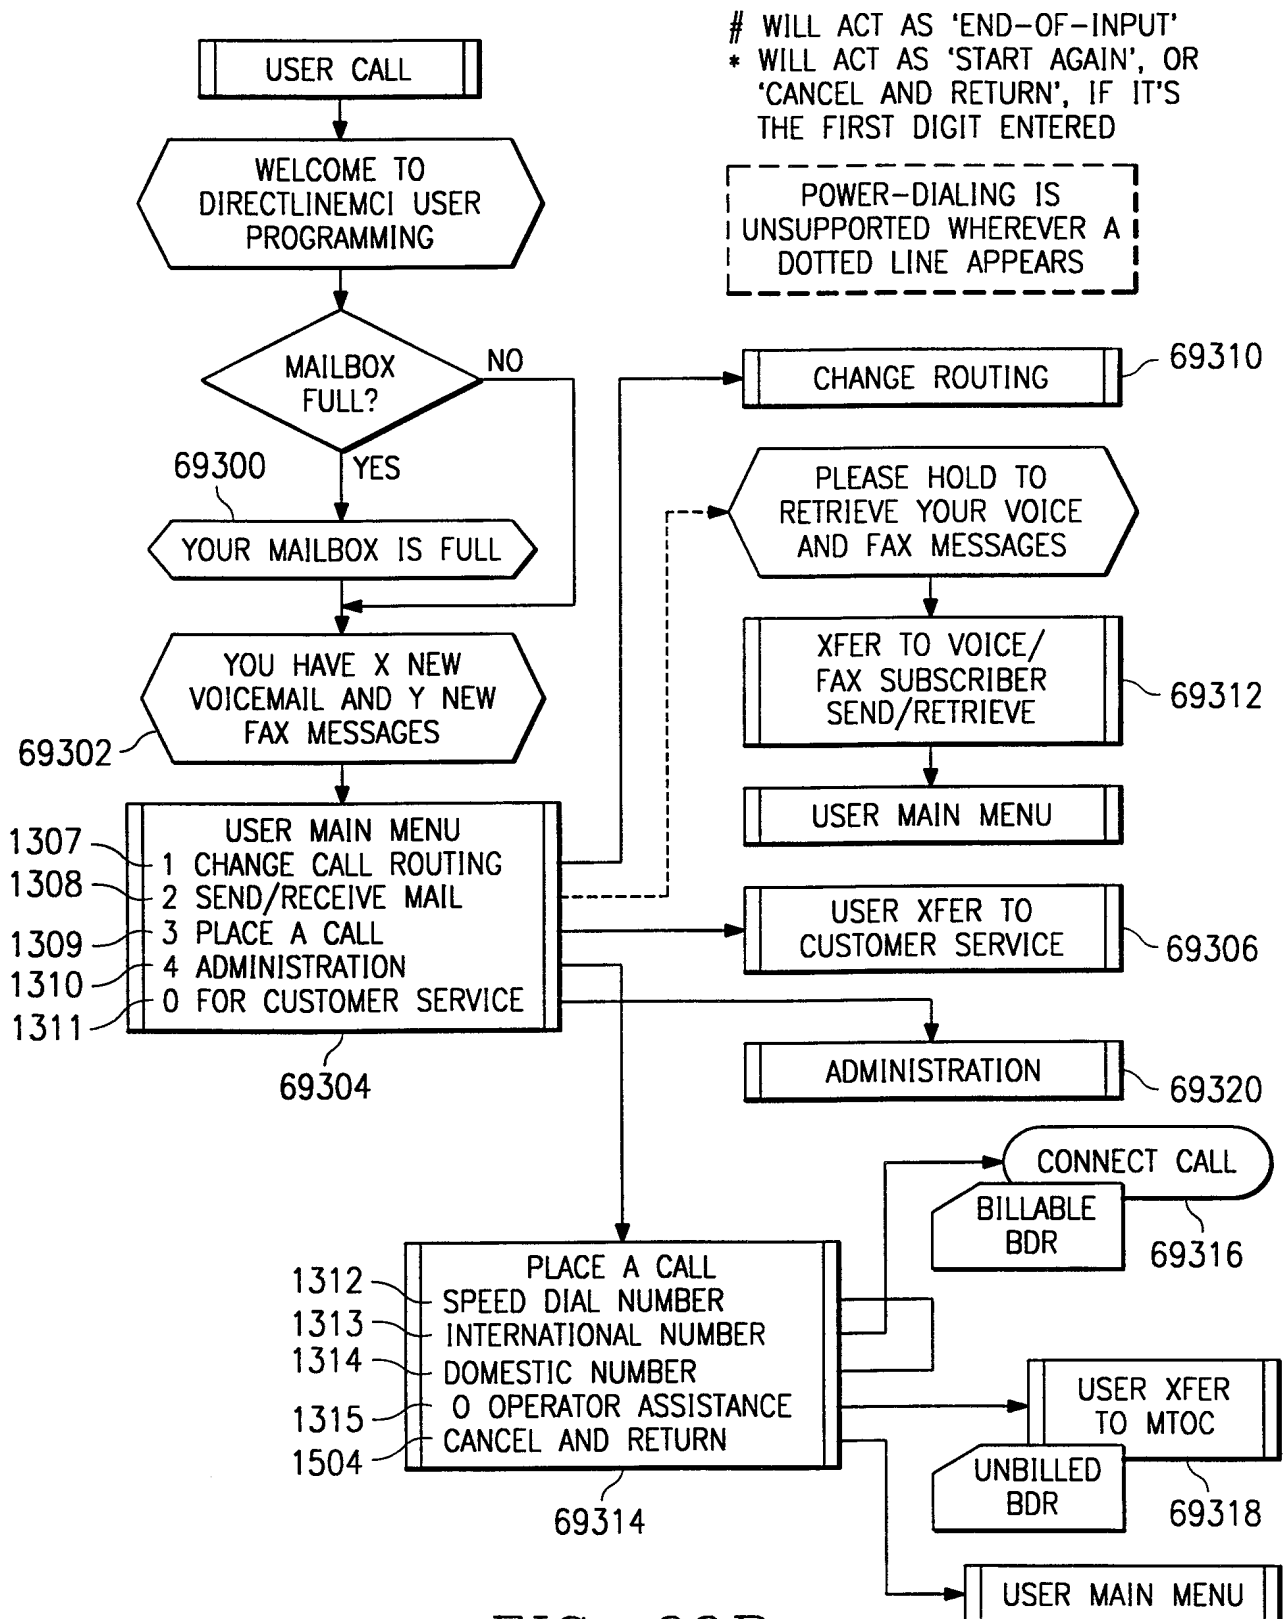 # WILL ACT AS ‘END-OF-INPUT’
* WILL ACT AS ‘START AGAIN’, OR
‘CANCEL AND RETURN’, IF IT'S
THE FIRST DIGIT ENTERED
USER CALL
WELCOME TO
DIRECTLINEMCI USER
PROGRAMMING
POWER-DIALING IS
UNSUPPORTED WHEREVER A
DOTTED LINE APPEARS
MAILBOX
FULL?
NO
YES
69300
YOUR MAILBOX IS FULL
YOU HAVE X NEW
VOICEMAIL AND Y NEW
FAX MESSAGES
69302
CHANGE ROUTING
69310
PLEASE HOLD TO
RETRIEVE YOUR VOICE
AND FAX MESSAGES
XFER TO VOICE/
FAX SUBSCRIBER
SEND/RETRIEVE
69312
USER MAIN MENU
USER MAIN MENU
1307 1 CHANGE CALL ROUTING
1308 2 SEND/RECEIVE MAIL
1309 3 PLACE A CALL
1310 4 ADMINISTRATION
1311 0 FOR CUSTOMER SERVICE
69304
USER XFER TO
CUSTOMER SERVICE
69306
ADMINISTRATION
69320
CONNECT CALL
BILLABLE
BDR
69316
PLACE A CALL
1312 SPEED DIAL NUMBER
1313 INTERNATIONAL NUMBER
1314 DOMESTIC NUMBER
1315 0 OPERATOR ASSISTANCE
1504 CANCEL AND RETURN
69314
USER XFER
TO MTOC
UNBILLED
BDR
69318
USER MAIN MENU